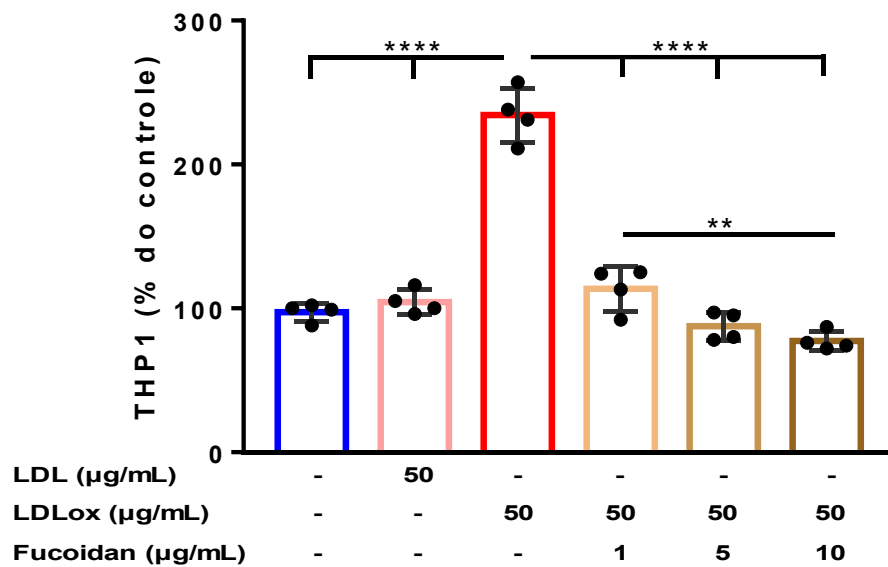 THP1 (% do controle)
300
200
100
0
**** ****
**
LDL (µg/mL) - 50 - - - -
LDLox (µg/mL) - - 50 50 50 50
Fucoidan (µg/mL) - - - 1 5 10